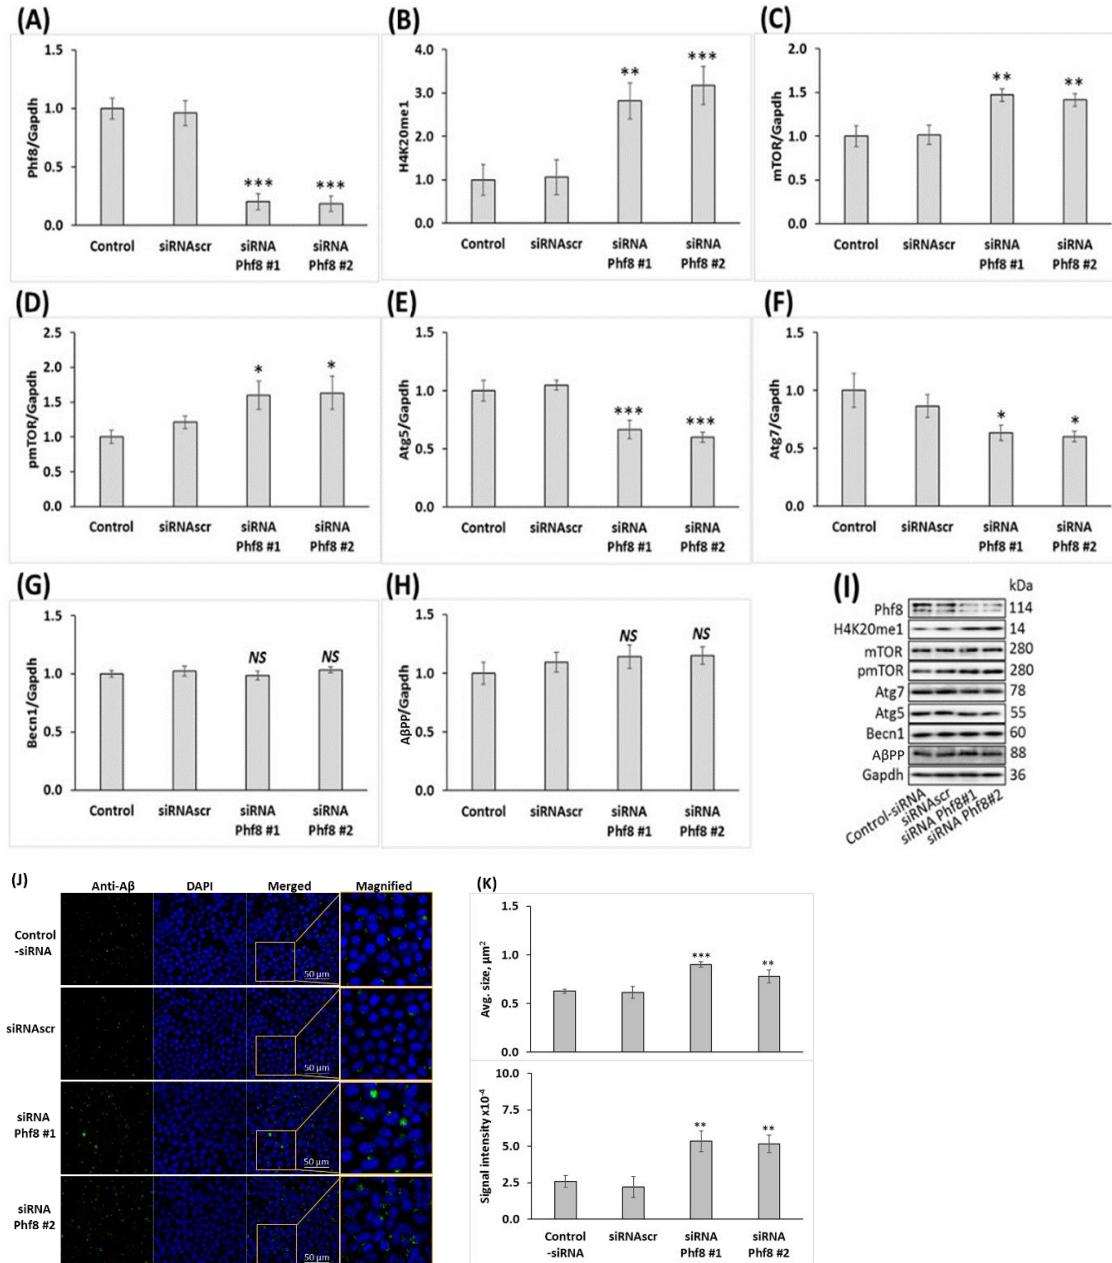 (A)
Phf8/Gapdh
1.5
1.0
0.5
0.0
***
***
Control
siRNAscr
siRNA
Phf8 #1
siRNA
Phf8 #2
(B)
H4K20me1
4.0
3.0
2.0
1.0
0.0
**
***
Control
siRNAscr
siRNA
Phf8 #1
siRNA
Phf8 #2
(C)
mTOR/Gapdh
2.0
1.5
1.0
0.5
0.0
**
**
Control
siRNAscr
siRNA
Phf8 #1
siRNA
Phf8 #2
(D)
pmTOR/Gapdh
2.5
2.0
1.5
1.0
0.5
0.0
*
*
Control
siRNAscr
siRNA
Phf8 #1
siRNA
Phf8 #2
(E)
Atg5/Gapdh
1.5
1.0
0.5
0.0
***
***
Control
siRNAscr
siRNA
Phf8 #1
siRNA
Phf8 #2
(F)
Atg7/Gapdh
1.5
1.0
0.5
0.0
*
*
Control
siRNAscr
siRNA
Phf8 #1
siRNA
Phf8 #2
(G)
Becn1/Gapdh
1.5
1.0
0.5
0.0
NS
NS
Control
siRNAscr
siRNA
Phf8 #1
siRNA
Phf8 #2
(H)
AβPP/Gapdh
1.5
1.0
0.5
0.0
NS
NS
Control
siRNAscr
siRNA
Phf8 #1
siRNA
Phf8 #2
(I)
kDa
Phf8 114
H4K20me1 14
mTOR 280
pmTOR 280
Atg7 78
Atg5 55
Becn1 60
AβPP 88
Gapdh 36
Control-siRNA
siRNAscr
siRNA Phf8#1
siRNA Phf8#2
(J)
Anti-Aβ DAPI Merged Magnified
Control
-siRNA
50 μm
siRNAscr
50 μm
siRNA
Phf8 #1
50 μm
siRNA
Phf8 #2
50 μm
(K)
Avg. size, μm²
1.5
1.0
0.5
0.0
***
**
Signal intensity x10⁻⁴
10.0
7.5
5.0
2.5
0.0
**
**
Control
-siRNA
siRNAscr
siRNA
Phf8 #1
siRNA
Phf8 #2